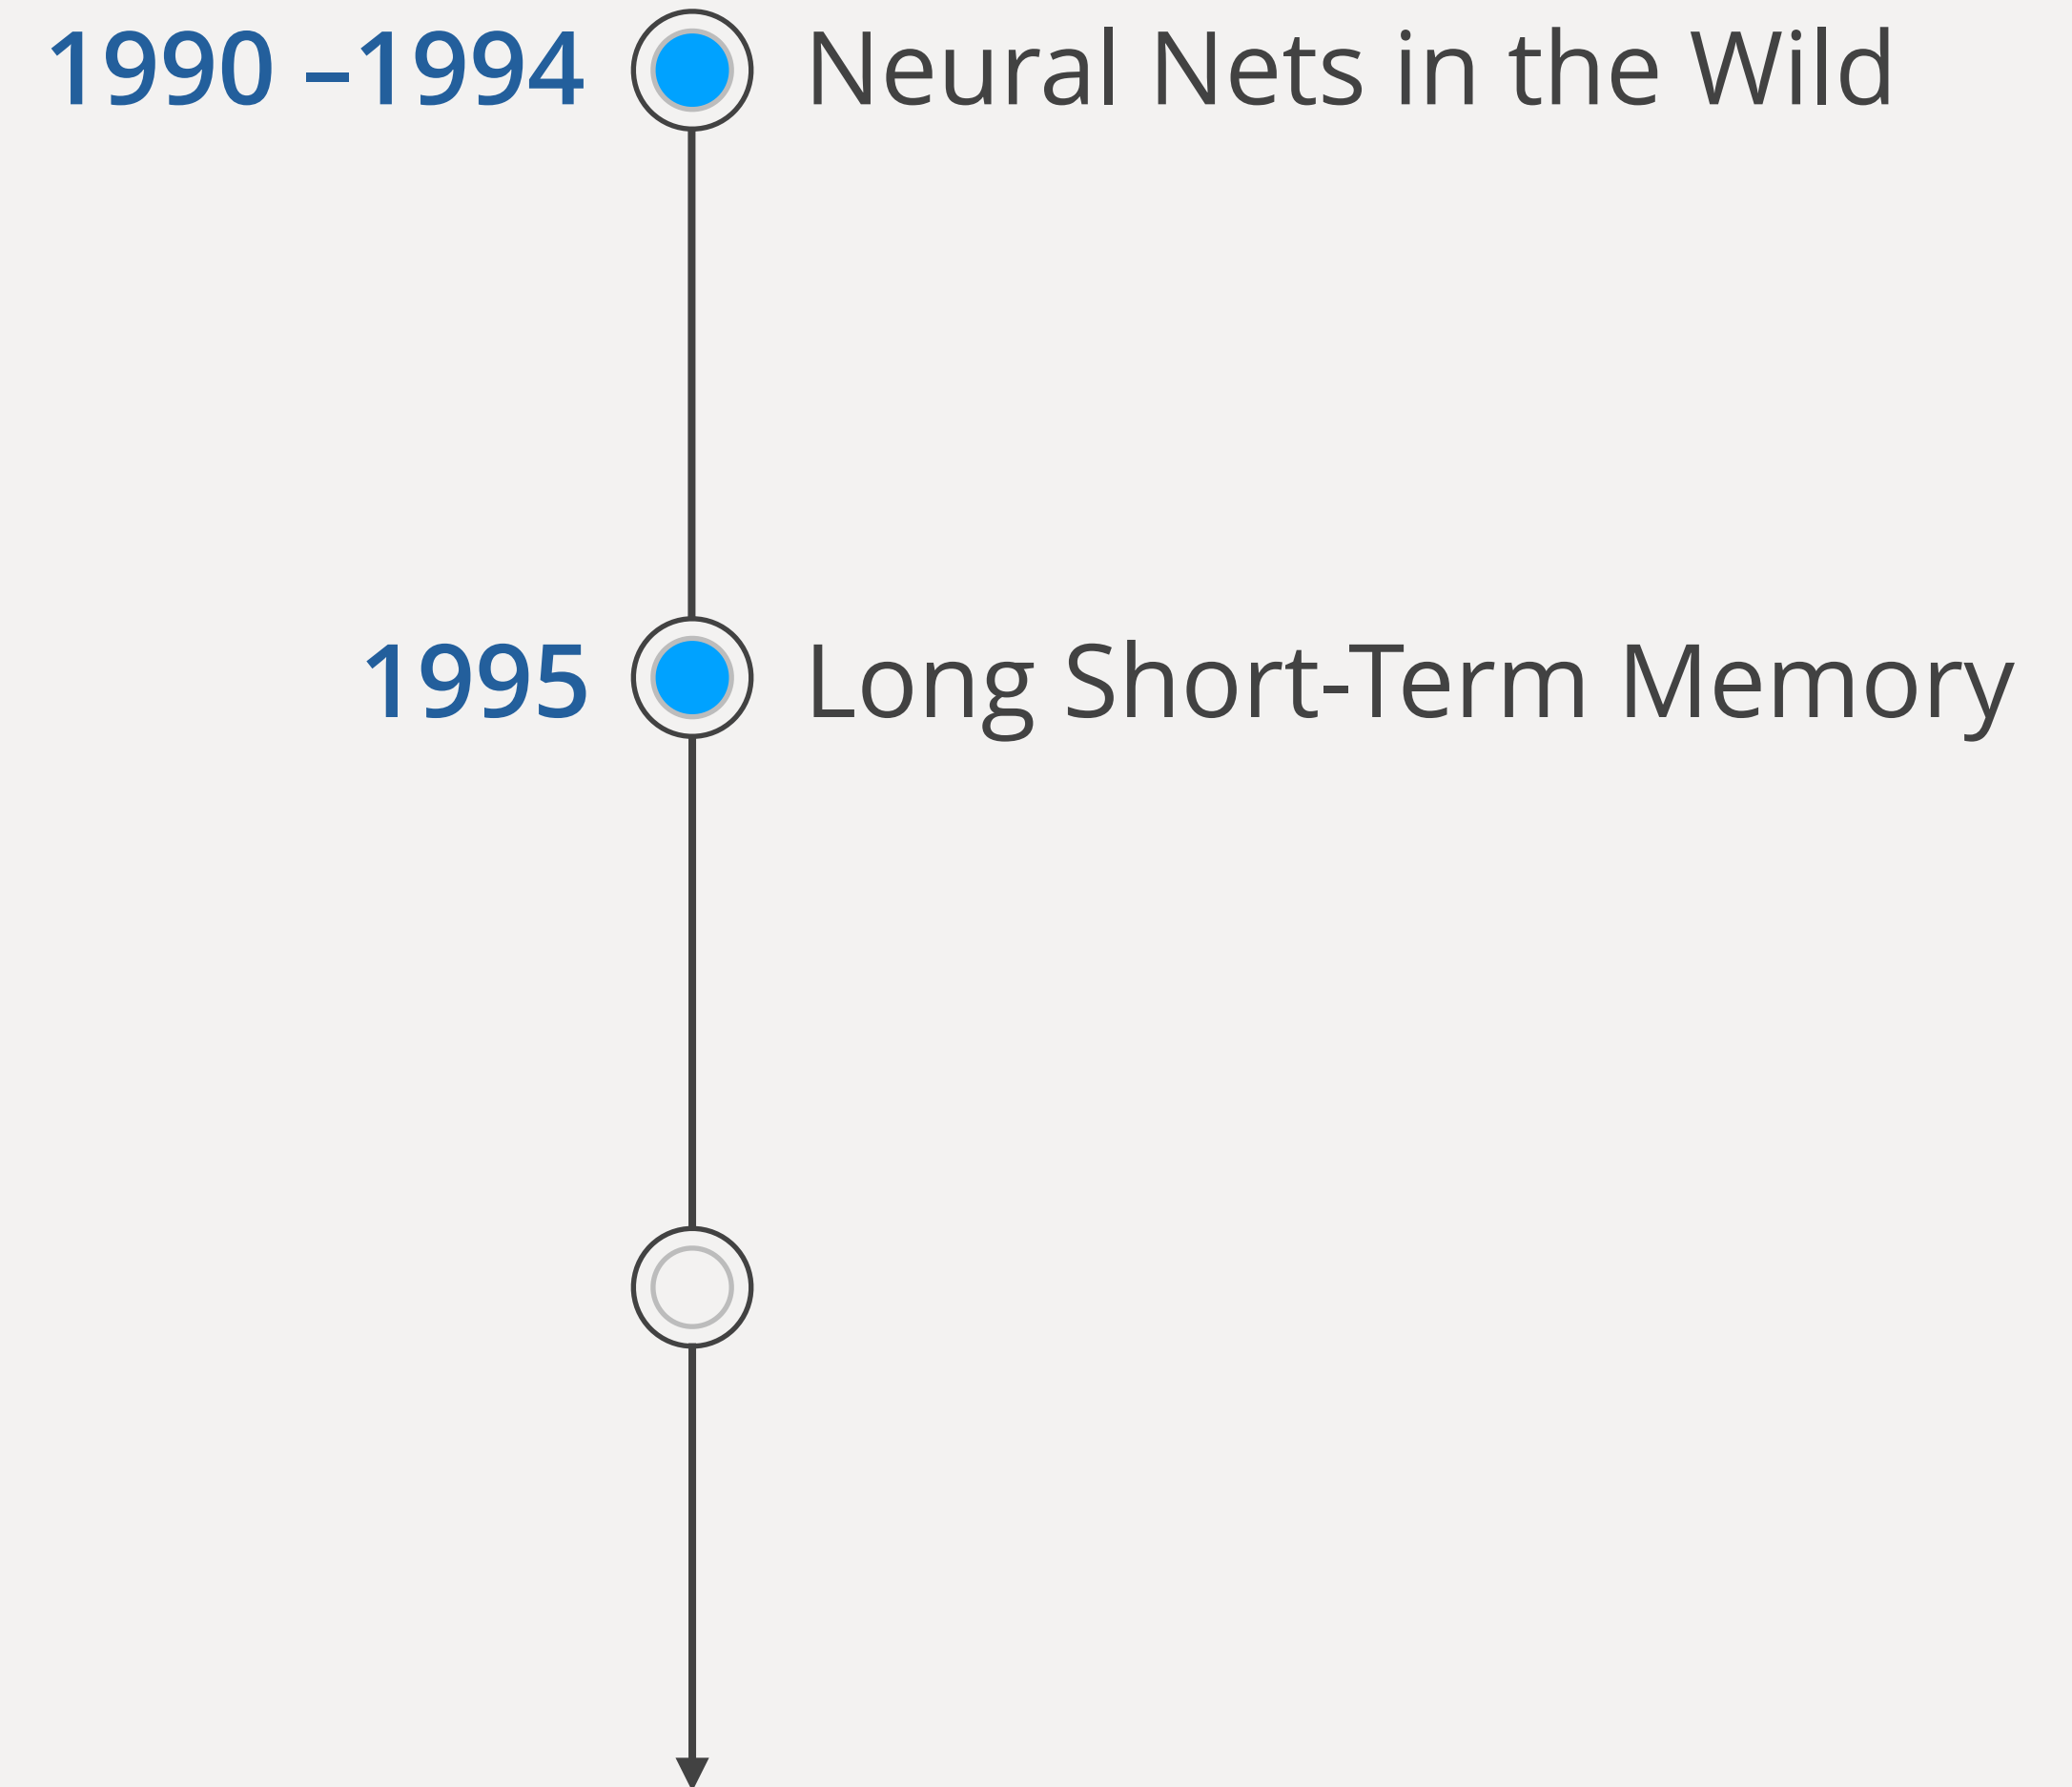 1990 –1994 Neural Nets in the Wild
1995 Long Short-Term Memory